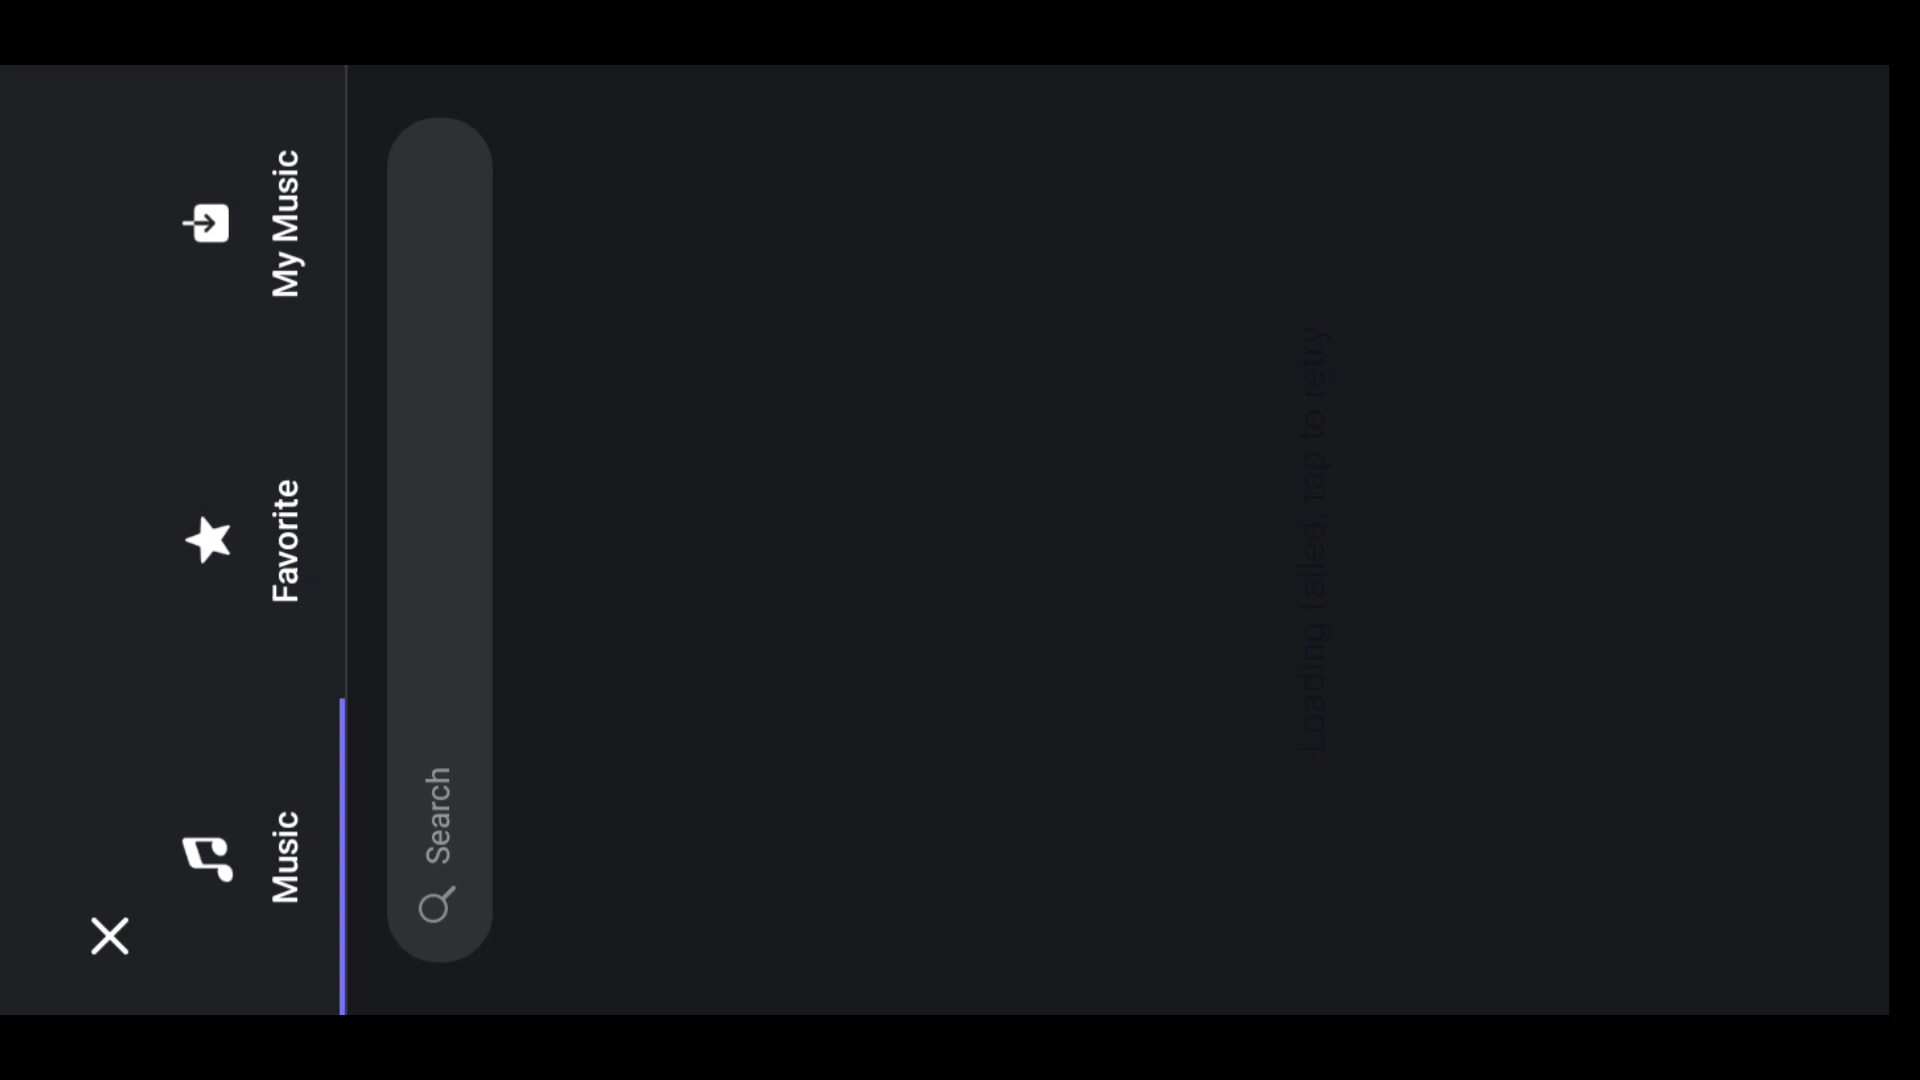 Music
Favorite
My Music
Search
Loading failed, tap to retry